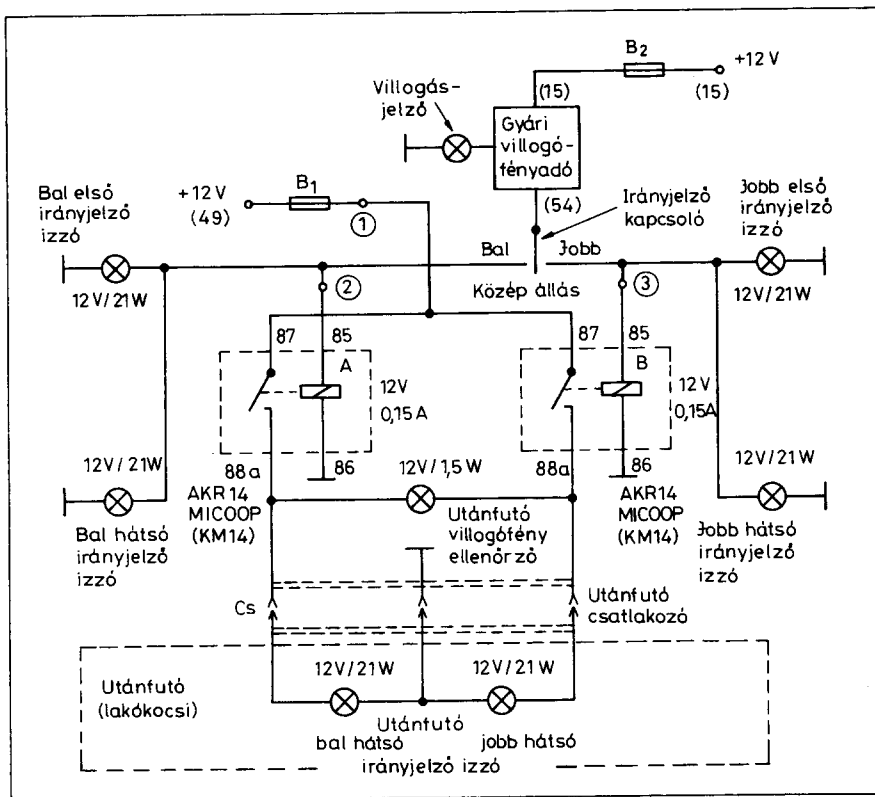 B2
+12 V
(15)
(15)
Villogás-
jelző
Gyári
villogó-
fényadó
(54)
Irányjelző
kapcsoló
Bal első
irányjelző
izzó
+12 V
(49)
B1
1
Jobb első
irányjelző
izzó
Bal
Jobb
Közép állás
12V/21W
2
3
12V/21W
87
85
A
12V
0,15A
87
85
B
12V
0,15A
88a
86
88a
86
12V/21W
12V/1,5W
12V/21W
AKR14
MICOOP
(KM14)
Utánfutó
villogófény
ellenőrző
AKR14
MICOOP
(KM14)
Bal hátsó
irányjelző
izzó
Jobb hátsó
irányjelző
izzó
Cs
Utánfutó
csatlakozó
12V/21W
12V/21W
Utánfutó
(lakókocsi)
Utánfutó
bal hátsó
jobb hátsó
irányjelző izzó